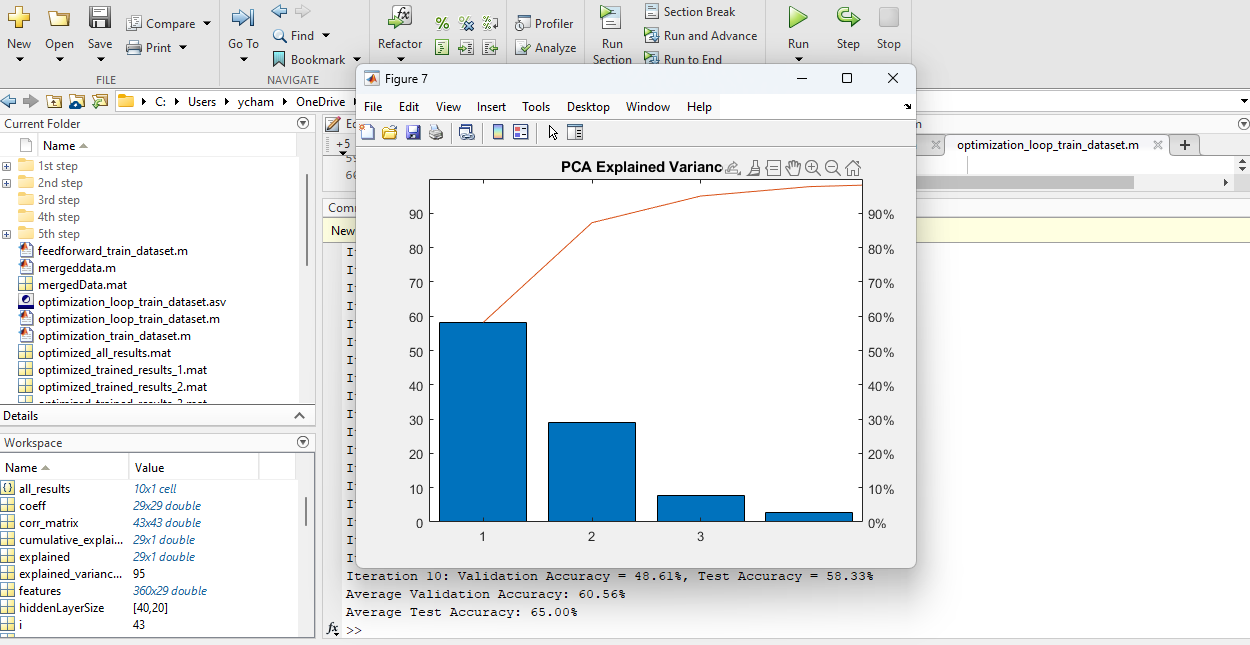 New
Open
Save
Compare
Print
FILE
Go To
Find
Bookmark
NAVIGATE
Refactor
Profiler
Analyze
Run
Section
Section Break
Run and Advance
Run to End
Run
Step
Stop
C: Users ycham OneDrive
Current Folder
Name
1st step
2nd step
3rd step
4th step
5th step
feedforward_train_dataset.m
mergeddata.m
mergedData.mat
optimization_loop_train_dataset.asv
optimization_loop_train_dataset.m
optimization_train_dataset.m
optimized_all_results.mat
optimized_trained_results_1.mat
optimized_trained_results_2.mat
Details
Workspace
Name Value
all_results 10x1 cell
coeff 29x29 double
corr_matrix 43x43 double
cumulative_explai... 29x1 double
explained 29x1 double
explained_varianc... 95
features 360x29 double
hiddenLayerSize [40,20]
i 43
+5
optimization_loop_train_dataset.m
New
Figure 7
File Edit View Insert Tools Desktop Window Help
PCA Explained Varianc
90 90%
80 80%
70 70%
60 60%
50 50%
40 40%
30 30%
20 20%
10 10%
0 0%
1 2 3
Iteration 10: Validation Accuracy = 48.61%, Test Accuracy = 58.33%
Average Validation Accuracy: 60.56%
Average Test Accuracy: 65.00%
fx >>